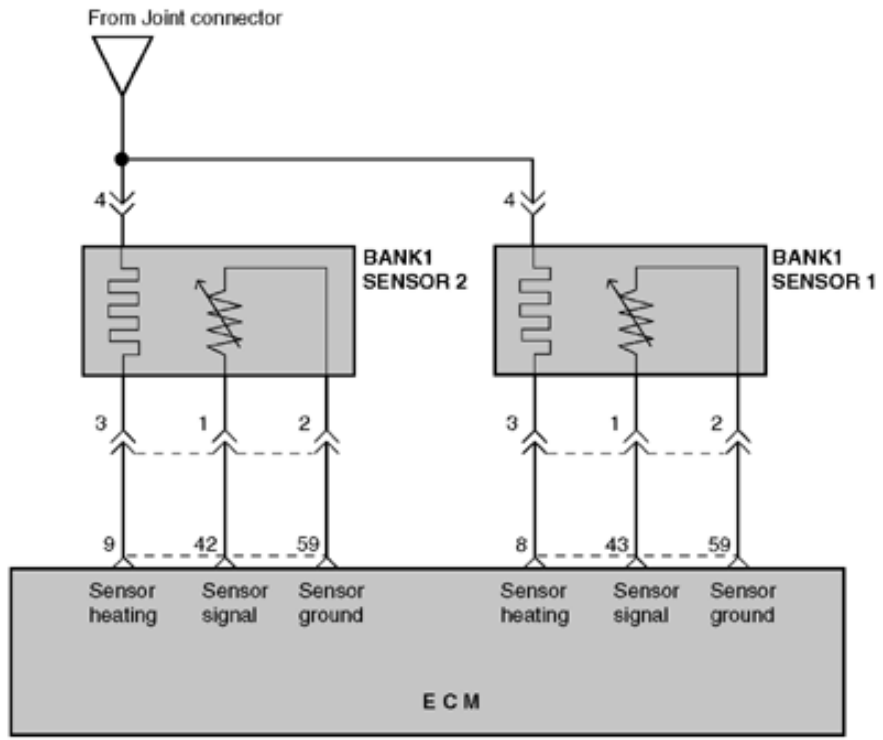 From Joint connector
4
4
BANK1
SENSOR 2
BANK1
SENSOR 1
3 1 2
3 1 2
9 42 59
8 43 59
Sensor heating
Sensor signal
Sensor ground
Sensor heating
Sensor signal
Sensor ground
E C M